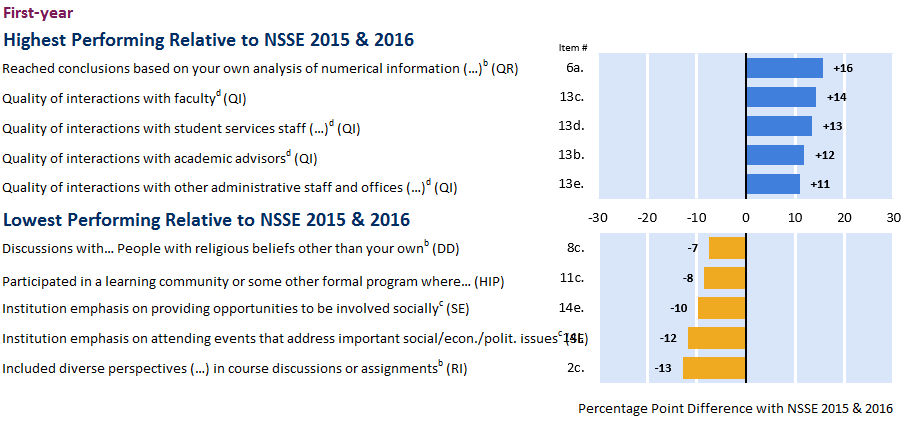 First-year
Highest Performing Relative to NSSE 2015 & 2016
Item #
Reached conclusions based on your own analysis of numerical information (…)b (QR) 6a. +16
Quality of interactions with facultyd (QI) 13c. +14
Quality of interactions with student services staff (…)d (QI) 13d. +13
Quality of interactions with academic advisorsd (QI) 13b. +12
Quality of interactions with other administrative staff and offices (…)d (QI) 13e. +11
Lowest Performing Relative to NSSE 2015 & 2016
-30 -20 -10 0 10 20 30
Discussions with… People with religious beliefs other than your ownb (DD) 8c. -7
Participated in a learning community or some other formal program where… (HIP) 11c. -8
Institution emphasis on providing opportunities to be involved sociallyc (SE) 14e. -10
Institution emphasis on attending events that address important social/econ./polit. issuesc (SE) -12
Included diverse perspectives (…) in course discussions or assignmentsb (RI) 2c. -13
Percentage Point Difference with NSSE 2015 & 2016